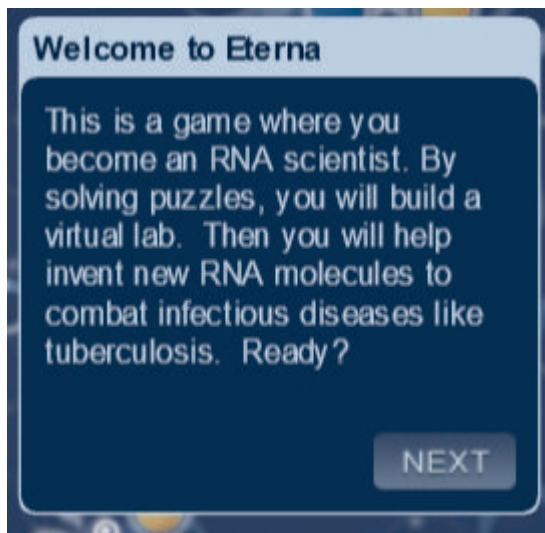 Welcome to Eterna
This is a game where you
become an RNA scientist. By
solving puzzles, you will build a
virtual lab.  Then you will help
invent new RNA molecules to
combat infectious diseases like
tuberculosis.  Ready?
NEXT